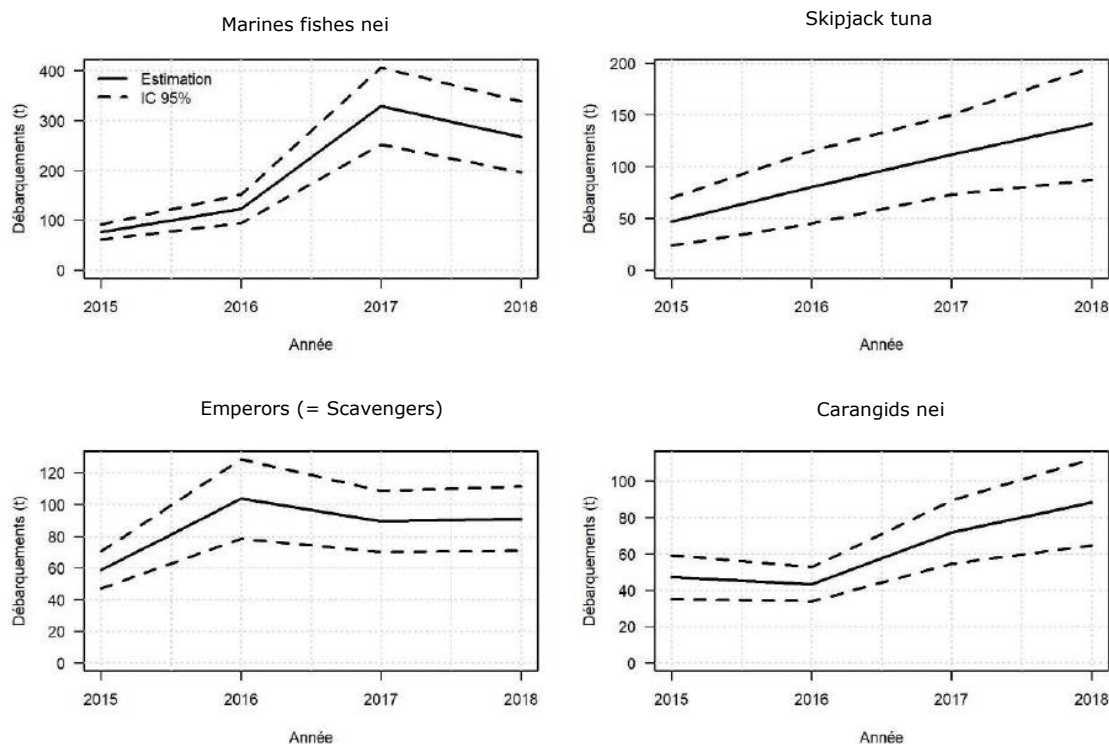 Marines fishes nei
Débarquements (t)
400
300
200
100
0
Estimation
IC 95%
2015 2016 2017 2018
Année
Skipjack tuna
Débarquements (t)
200
150
100
50
0
2015 2016 2017 2018
Année
Emperors (= Scavengers)
Débarquements (t)
120
100
80
60
40
20
0
2015 2016 2017 2018
Année
Carangids nei
Débarquements (t)
100
80
60
40
20
0
2015 2016 2017 2018
Année